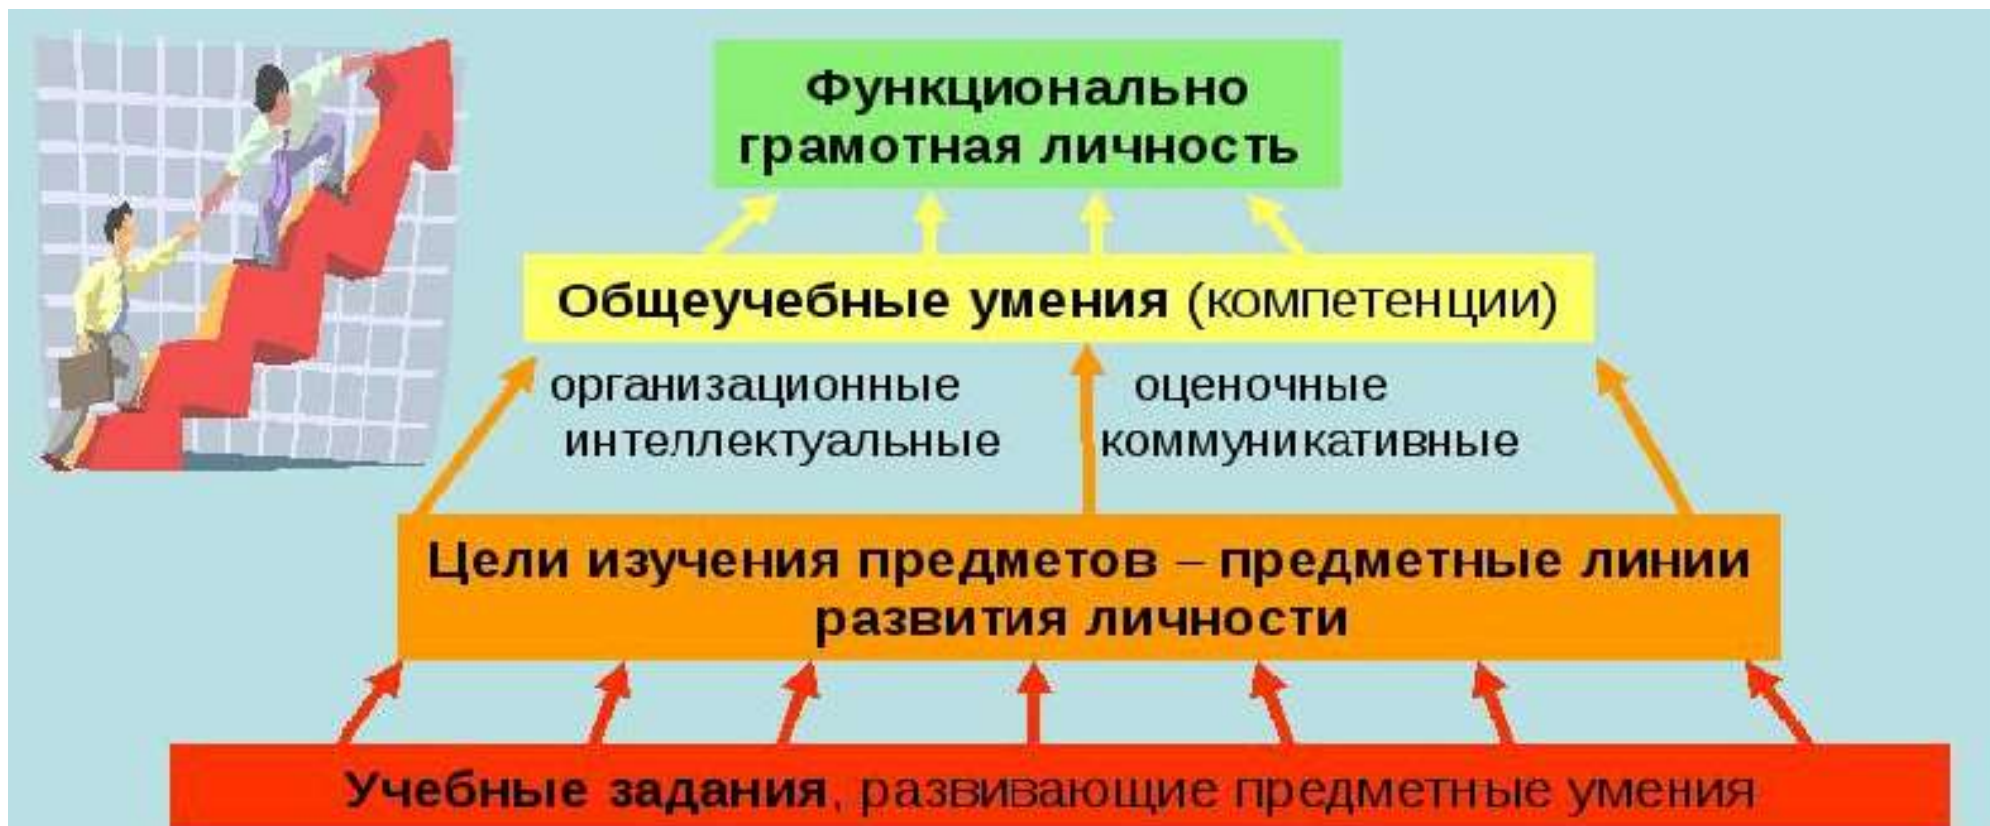 Функционально
грамотная личность
Общеучебные умения (компетенции)
организационные оценочные
интеллектуальные коммуникативные
Цели изучения предметов – предметные линии
развития личности
Учебные задания, развивающие предметные умения